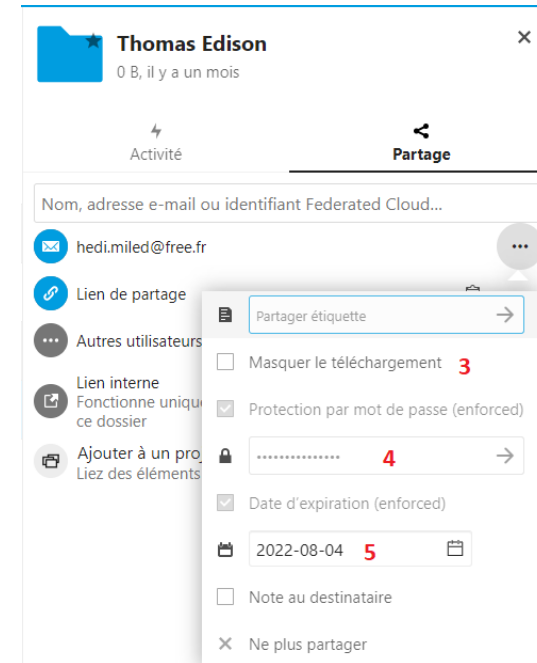 Thomas Edison
0 B, il y a un mois
Activité
Partage
Nom, adresse e-mail ou identifiant Federated Cloud...
hedi.miled@free.fr
Lien de partage
Partager étiquette
Autres utilisateurs
Masquer le téléchargement 3
Lien interne
Fonctionne uniqu
ce dossier
Protection par mot de passe (enforced)
Ajouter à un proj
Liez des éléments
4
Date d'expiration (enforced)
2022-08-04 5
Note au destinataire
Ne plus partager